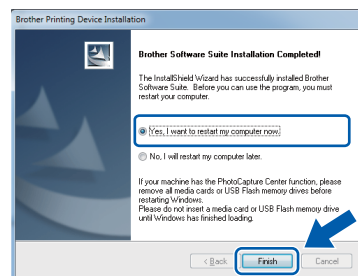 Brother Printing Device Installation
Brother Software Suite Installation Completed!
The InstallShield Wizard has successfully installed Brother
Software Suite. Before you can use the program, you must
restart your computer.
Yes, I want to restart my computer now.
No, I will restart my computer later.
If your machine has the PhotoCapture Center function, please
remove all media cards or USB Flash memory drives before
restarting Windows.
Please do not insert a media card or USB Flash memory drive
until Windows has finished loading.
< Back
Finish
Cancel